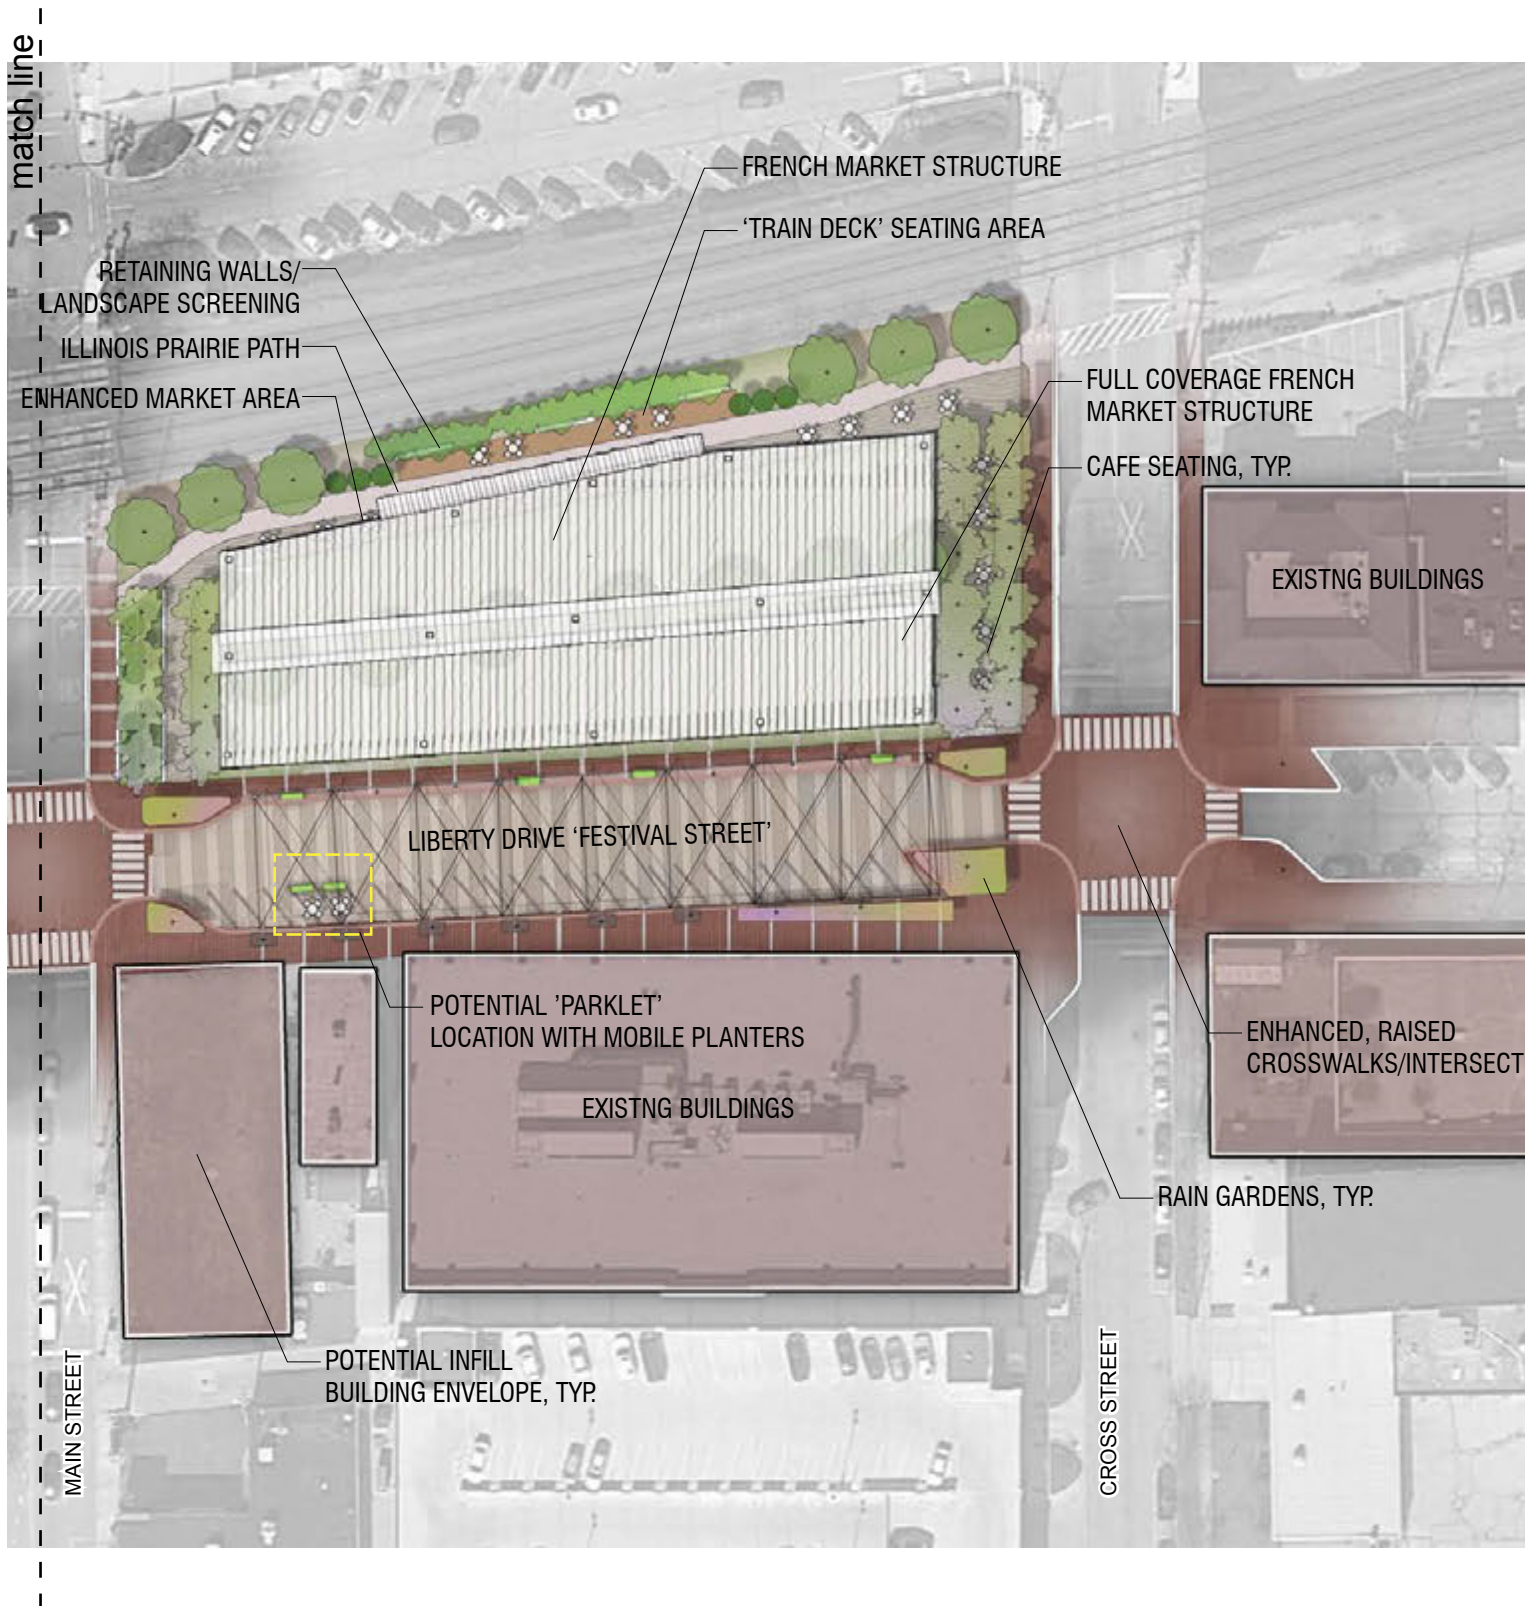 match line
FRENCH MARKET STRUCTURE
‘TRAIN DECK’ SEATING AREA
RETAINING WALLS/
LANDSCAPE SCREENING
ILLINOIS PRAIRIE PATH
ENHANCED MARKET AREA
FULL COVERAGE FRENCH
MARKET STRUCTURE
CAFE SEATING, TYP.
EXISTNG BUILDINGS
LIBERTY DRIVE ‘FESTIVAL STREET’
POTENTIAL ’PARKLET’
LOCATION WITH MOBILE PLANTERS
ENHANCED, RAISED
CROSSWALKS/INTERSECT
EXISTNG BUILDINGS
RAIN GARDENS, TYP.
POTENTIAL INFILL
BUILDING ENVELOPE, TYP.
MAIN STREET
CROSS STREET